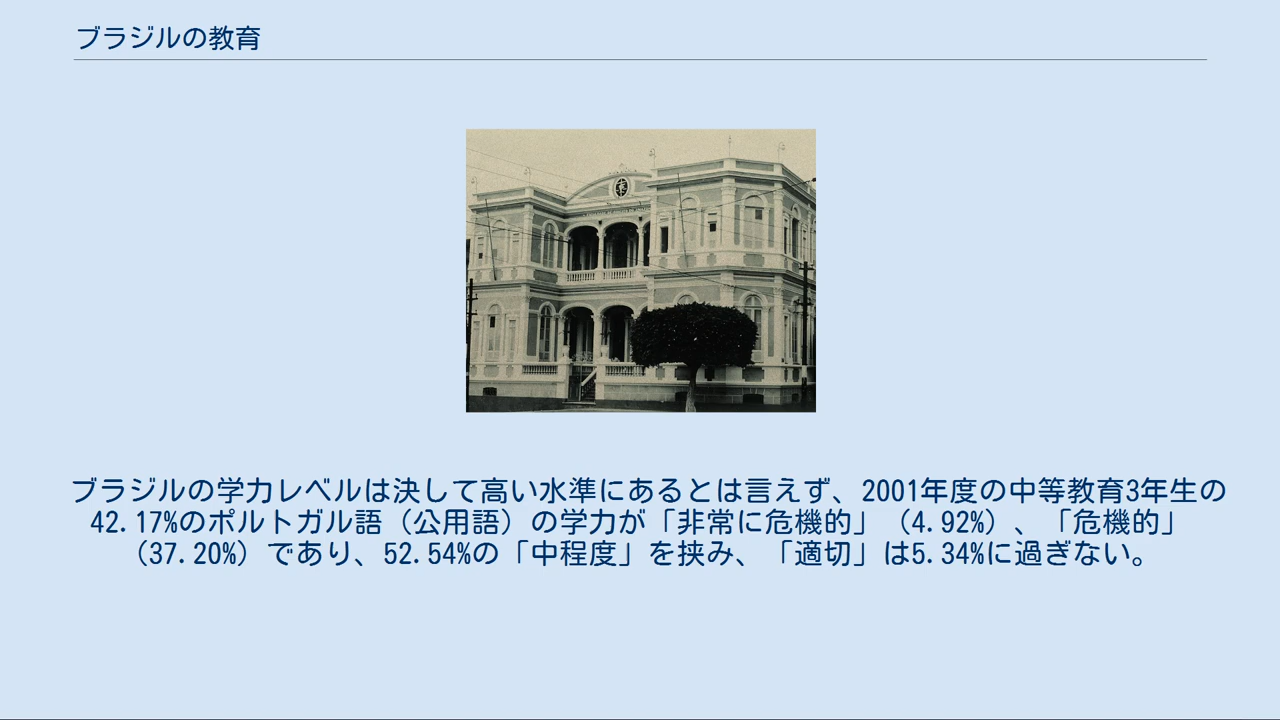 ブラジルの教育
ブラジルの学力レベルは決して高い水準にあるとは言えず、2001年度の中等教育3年生の
42.17%のポルトガル語（公用語）の学力が「非常に危機的」（4.92%）、「危機的」
（37.20%）であり、52.54%の「中程度」を挟み、「適切」は5.34%に過ぎない。